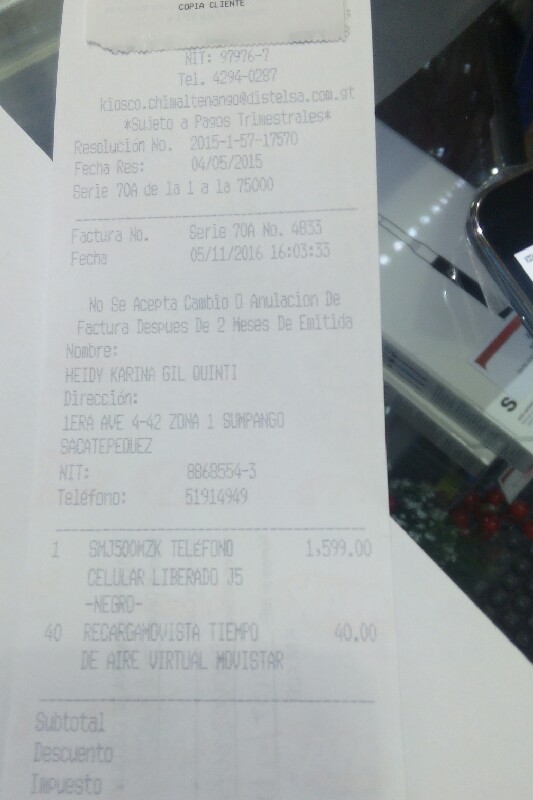 COPIA CLIENTE
NIT: 97976-7
Tel. 4294-0287
kiosco.chimaltenango@distelsa.com.gt
*Sujeto a Pagos Trimestrales*
Resolución No. 2015-1-57-17570
Fecha Res: 04/05/2015
Serie 70A de la 1 a la 75000
Factura No. Serie 70A No. 4833
Fecha 05/11/2016 16:03:33
No Se Acepta Cambio O Anulacion De
Factura Despues De 2 Meses De Emitida
Nombre:
HEIDY KARINA GIL QUINTI
Dirección:
1ERA AVE 4-42 ZONA 1 SUMPANGO
SACATEPEQUEZ
NIT: 8868554-3
Teléfono: 51914949
1 SMJ500MZK TELéFONO 1,599.00
CELULAR LIBERADO J5
-NEGRO-
40 RECARGAMOVISTA TIEMPO 40.00
DE AIRE VIRTUAL MOVISTAR
Subtotal
Descuento
Impuesto
S